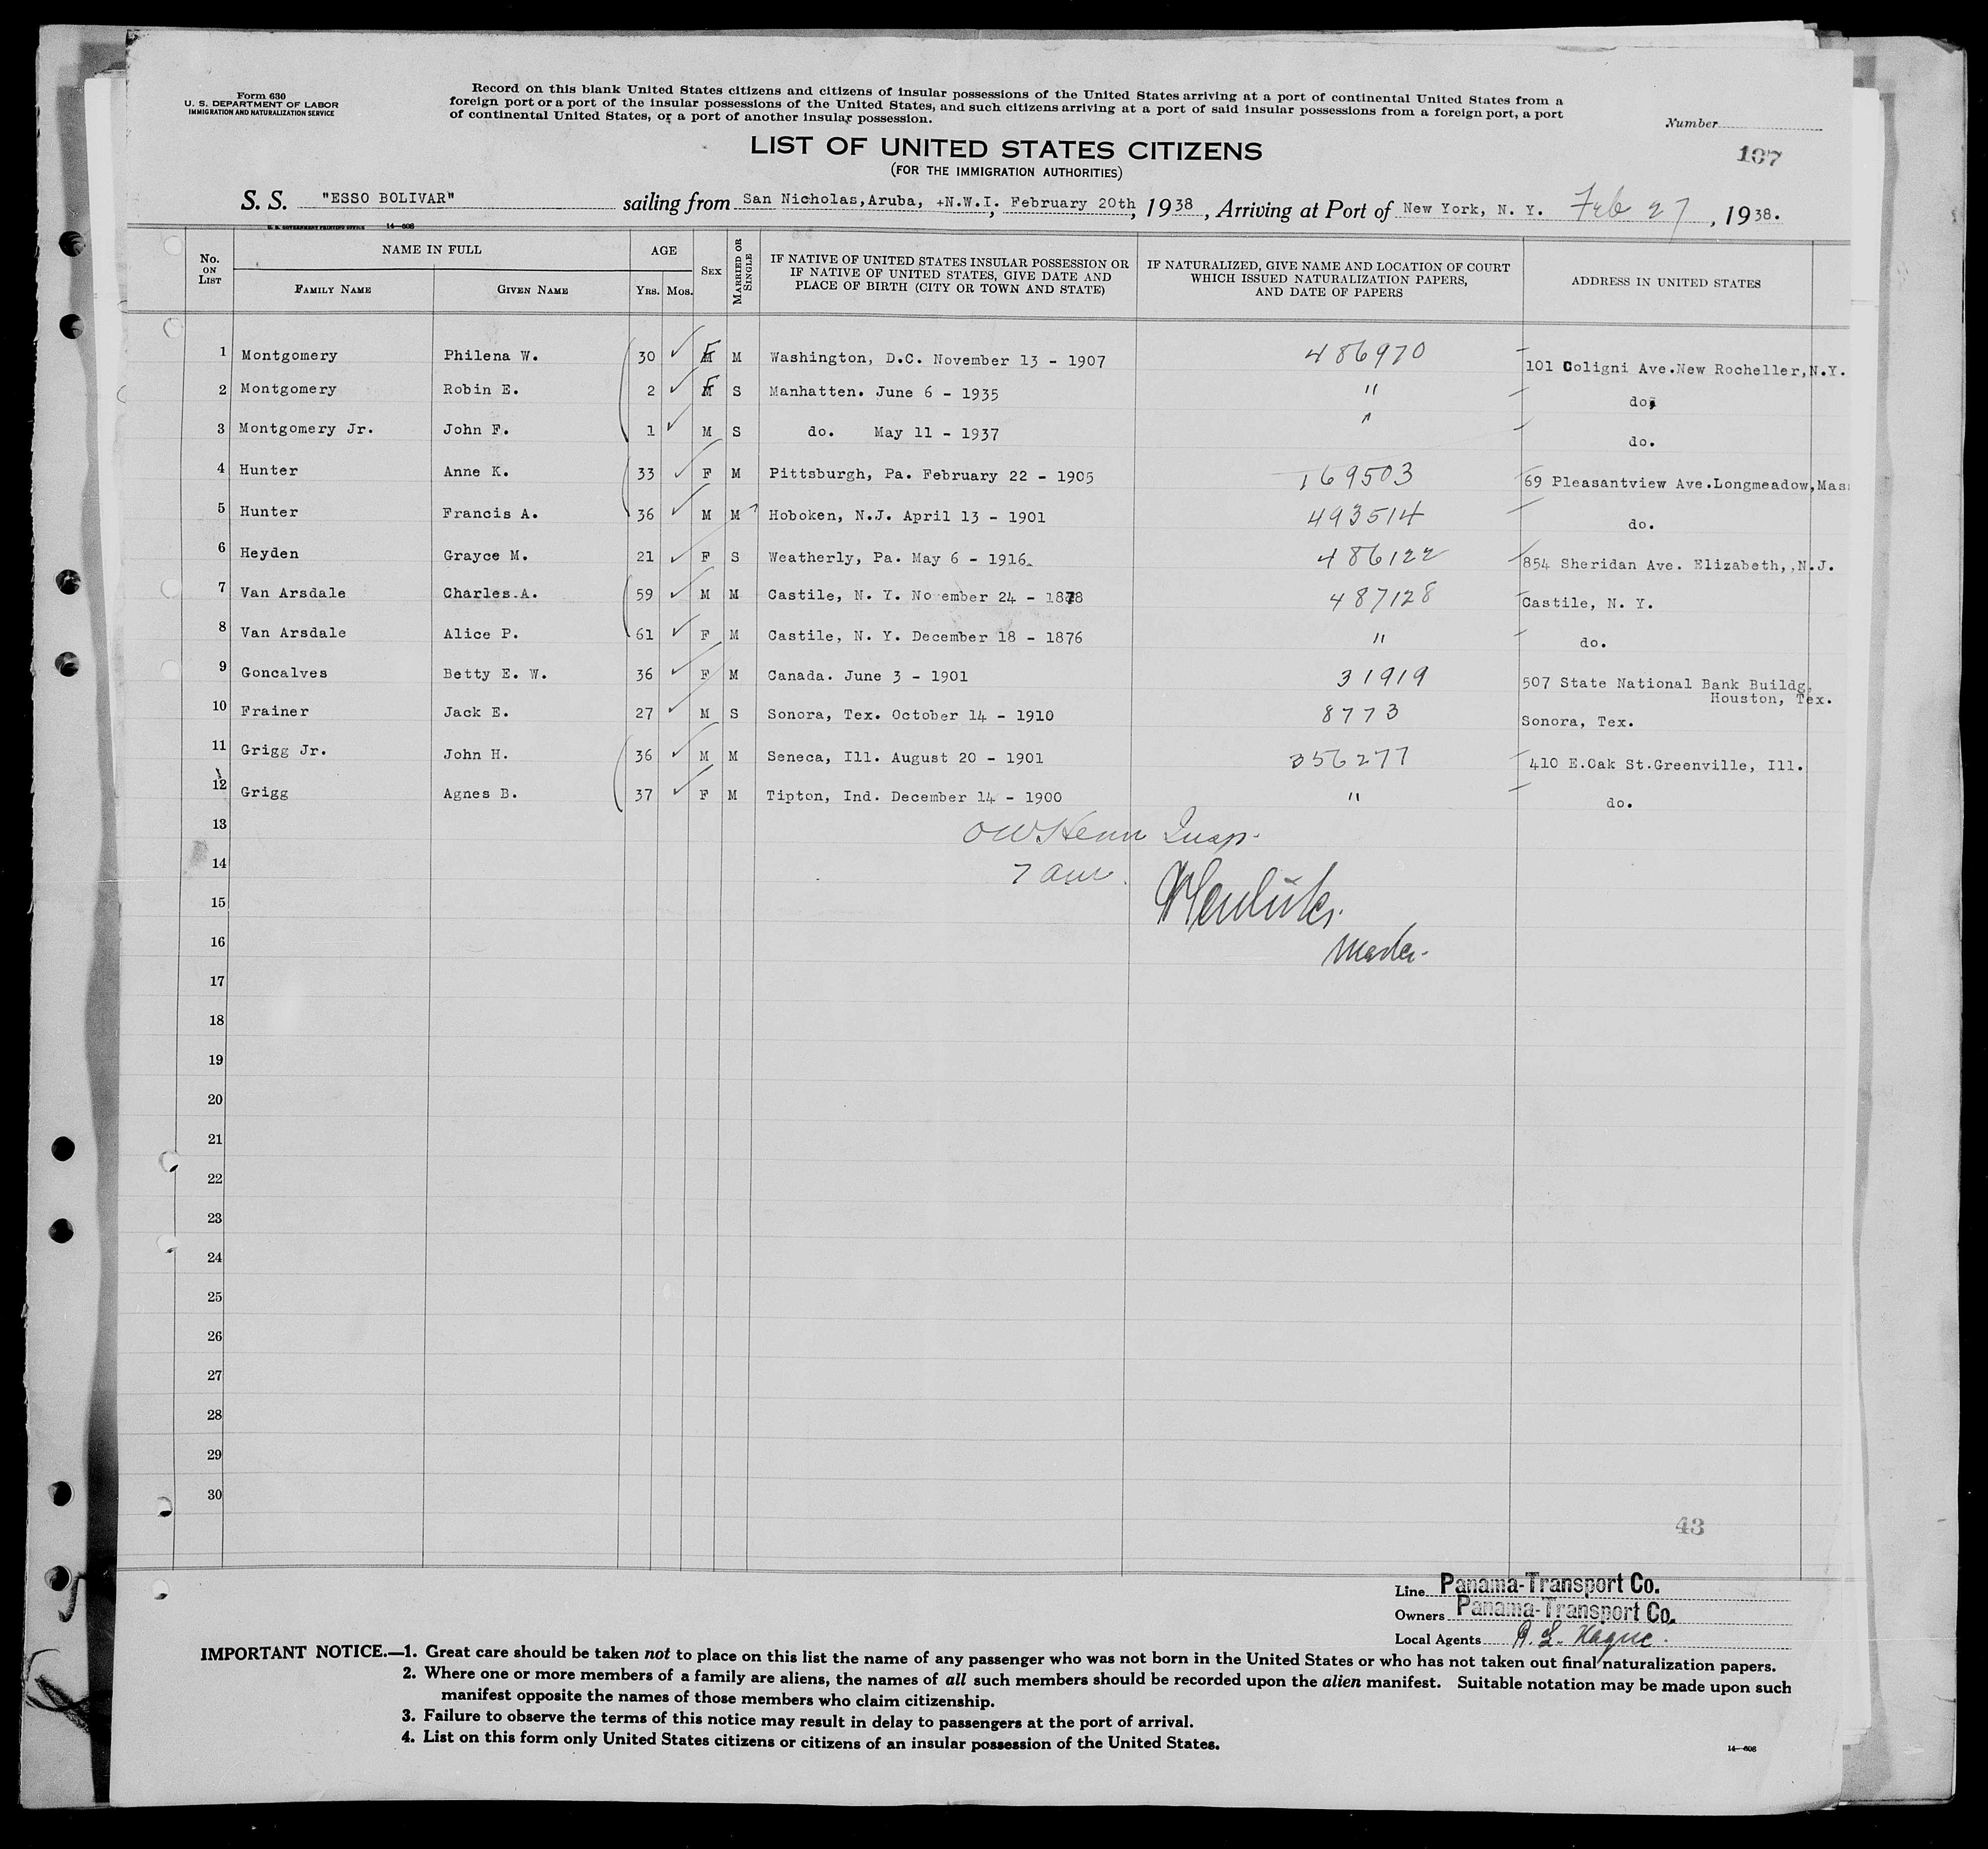 Form 630
U. S. DEPARTMENT OF LABOR
IMMIGRATION AND NATURALIZATION SERVICE
Record on this blank United States citizens and citizens of insular possessions of the United States arriving at a port of continental United States from a
foreign port or a port of the insular possessions of the United States, and such citizens arriving at a port of said insular possessions from a foreign port, a port
of continental United States, or a port of another insular possession.
Number
107
LIST OF UNITED STATES CITIZENS
(FOR THE IMMIGRATION AUTHORITIES)
S. S. "ESSO BOLIVAR" sailing from San Nicholas, Aruba, +N.W.I., February 20th, 1938, Arriving at Port of New York, N. Y. Feb 27, 1938.
U. S. GOVERNMENT PRINTING OFFICE 14—608
No. ON LIST NAME IN FULL FAMILY NAME GIVEN NAME AGE YRS. MOS. SEX MARRIED OR SINGLE IF NATIVE OF UNITED STATES INSULAR POSSESSION OR IF NATIVE OF UNITED STATES, GIVE DATE AND PLACE OF BIRTH (CITY OR TOWN AND STATE) IF NATURALIZED, GIVE NAME AND LOCATION OF COURT WHICH ISSUED NATURALIZATION PAPERS, AND DATE OF PAPERS ADDRESS IN UNITED STATES
1 Montgomery Philena W. 30 ✓ F M Washington, D.C. November 13 - 1907 486970 101 Coligni Ave.New Rocheller,N.Y.
2 Montgomery Robin E. 2 ✓ F S Manhatten. June 6 - 1935 " do.
3 Montgomery Jr. John F. 1 ✓ M S do. May 11 - 1937 " do.
4 Hunter Anne K. 33 ✓ F M Pittsburgh, Pa. February 22 - 1905 169503 69 Pleasantview Ave.Longmeadow,Mas
5 Hunter Francis A. 36 ✓ M M Hoboken, N.J. April 13 - 1901 493514 do.
6 Heyden Grayce M. 21 ✓ F S Weatherly, Pa. May 6 - 1916. 486122 854 Sheridan Ave. Elizabeth,,N.J.
7 Van Arsdale Charles.A. 59 ✓ M M Castile, N. Y. No ember 24 - 1878 487128 Castile, N. Y.
8 Van Arsdale Alice P. 61 ✓ F M Castile, N. Y. December 18 - 1876 " do.
9 Goncalves Betty E. W. 36 ✓ F M Canada. June 3 - 1901 31919 507 State National Bank Buildg,
Houston, Tex.
10 Frainer Jack E. 27 ✓ M S Sonora, Tex. October 14 - 1910 8773 Sonora, Tex.
11 Grigg Jr. John H. 36 ✓ M M Seneca, Ill. August 20 - 1901 356277 410 E.Oak St.Greenville, Ill.
12 Grigg Agnes B. 37 ✓ F M Tipton, Ind. December 14 - 1900 " do.
13
Insp.
14
7 am.
15
16
Master.
17
18
19
20
21
22
23
24
25
26
27
28
29
30
43
Line Panama-Transport Co.
Owners Panama-Transport Co.
Local Agents R. L. Hague.
IMPORTANT NOTICE.—1. Great care should be taken not to place on this list the name of any passenger who was not born in the United States or who has not taken out final naturalization papers.
2. Where one or more members of a family are aliens, the names of all such members should be recorded upon the alien manifest. Suitable notation may be made upon such
manifest opposite the names of those members who claim citizenship.
3. Failure to observe the terms of this notice may result in delay to passengers at the port of arrival.
4. List on this form only United States citizens or citizens of an insular possession of the United States.
14—608